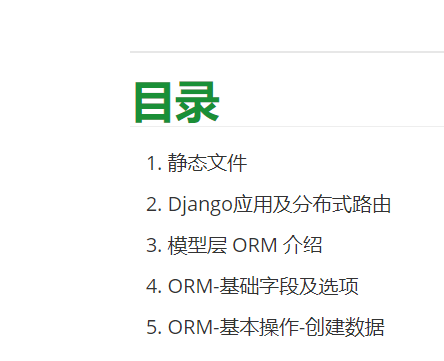 目录
1. 静态文件
2. Django应用及分布式路由
3. 模型层 ORM 介绍
4. ORM-基础字段及选项
5. ORM-基本操作-创建数据